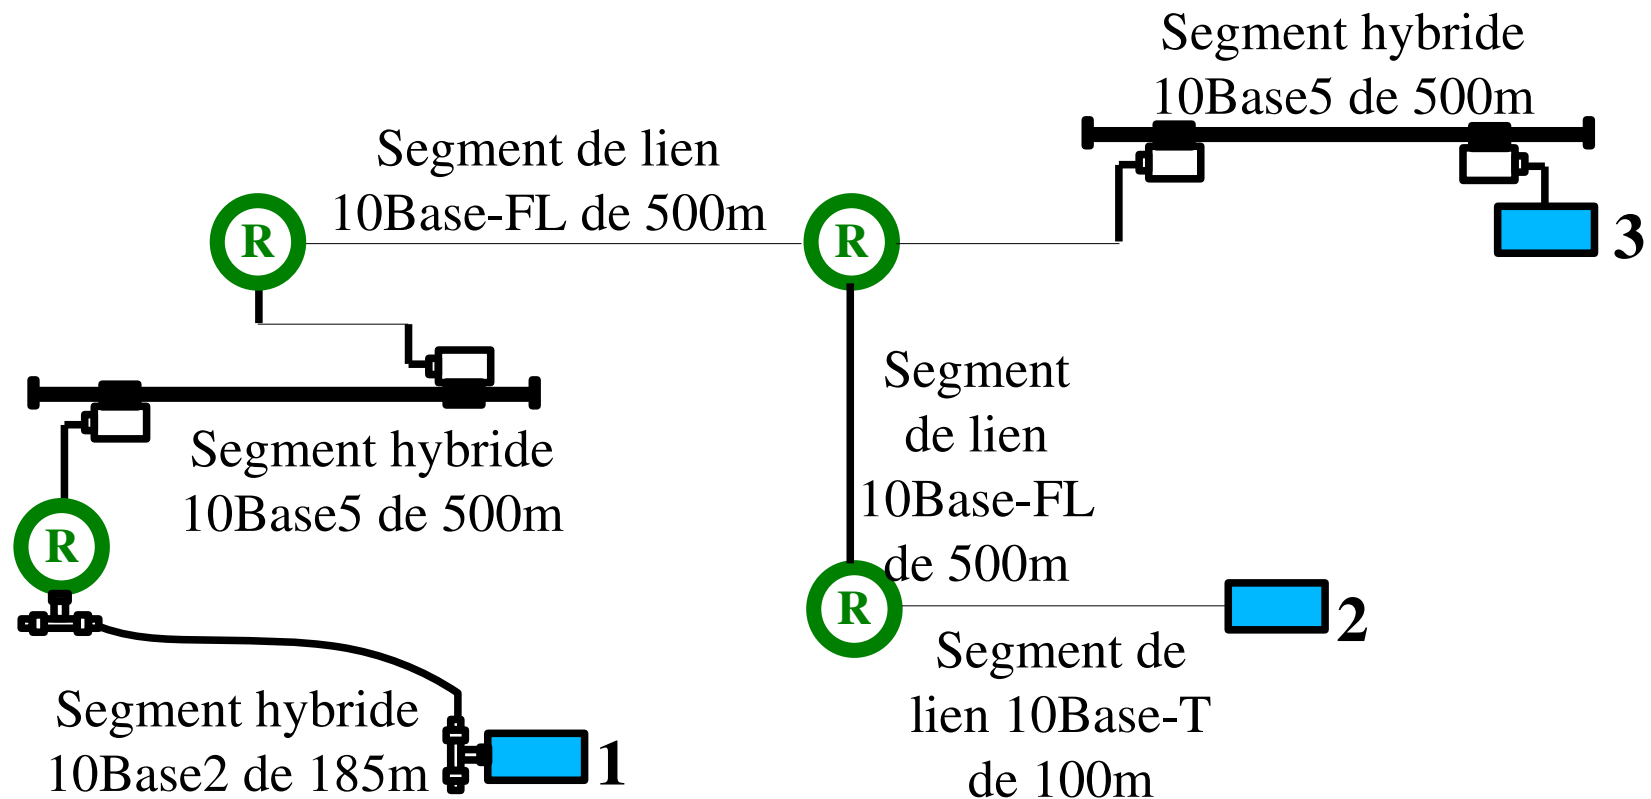 Segment hybride
10Base5 de 500m
Segment de lien
10Base-FL de 500m
R
R
3
Segment
de lien
10Base-FL
de 500m
Segment hybride
10Base5 de 500m
R
R
2
Segment de
lien 10Base-T
de 100m
Segment hybride
10Base2 de 185m
1